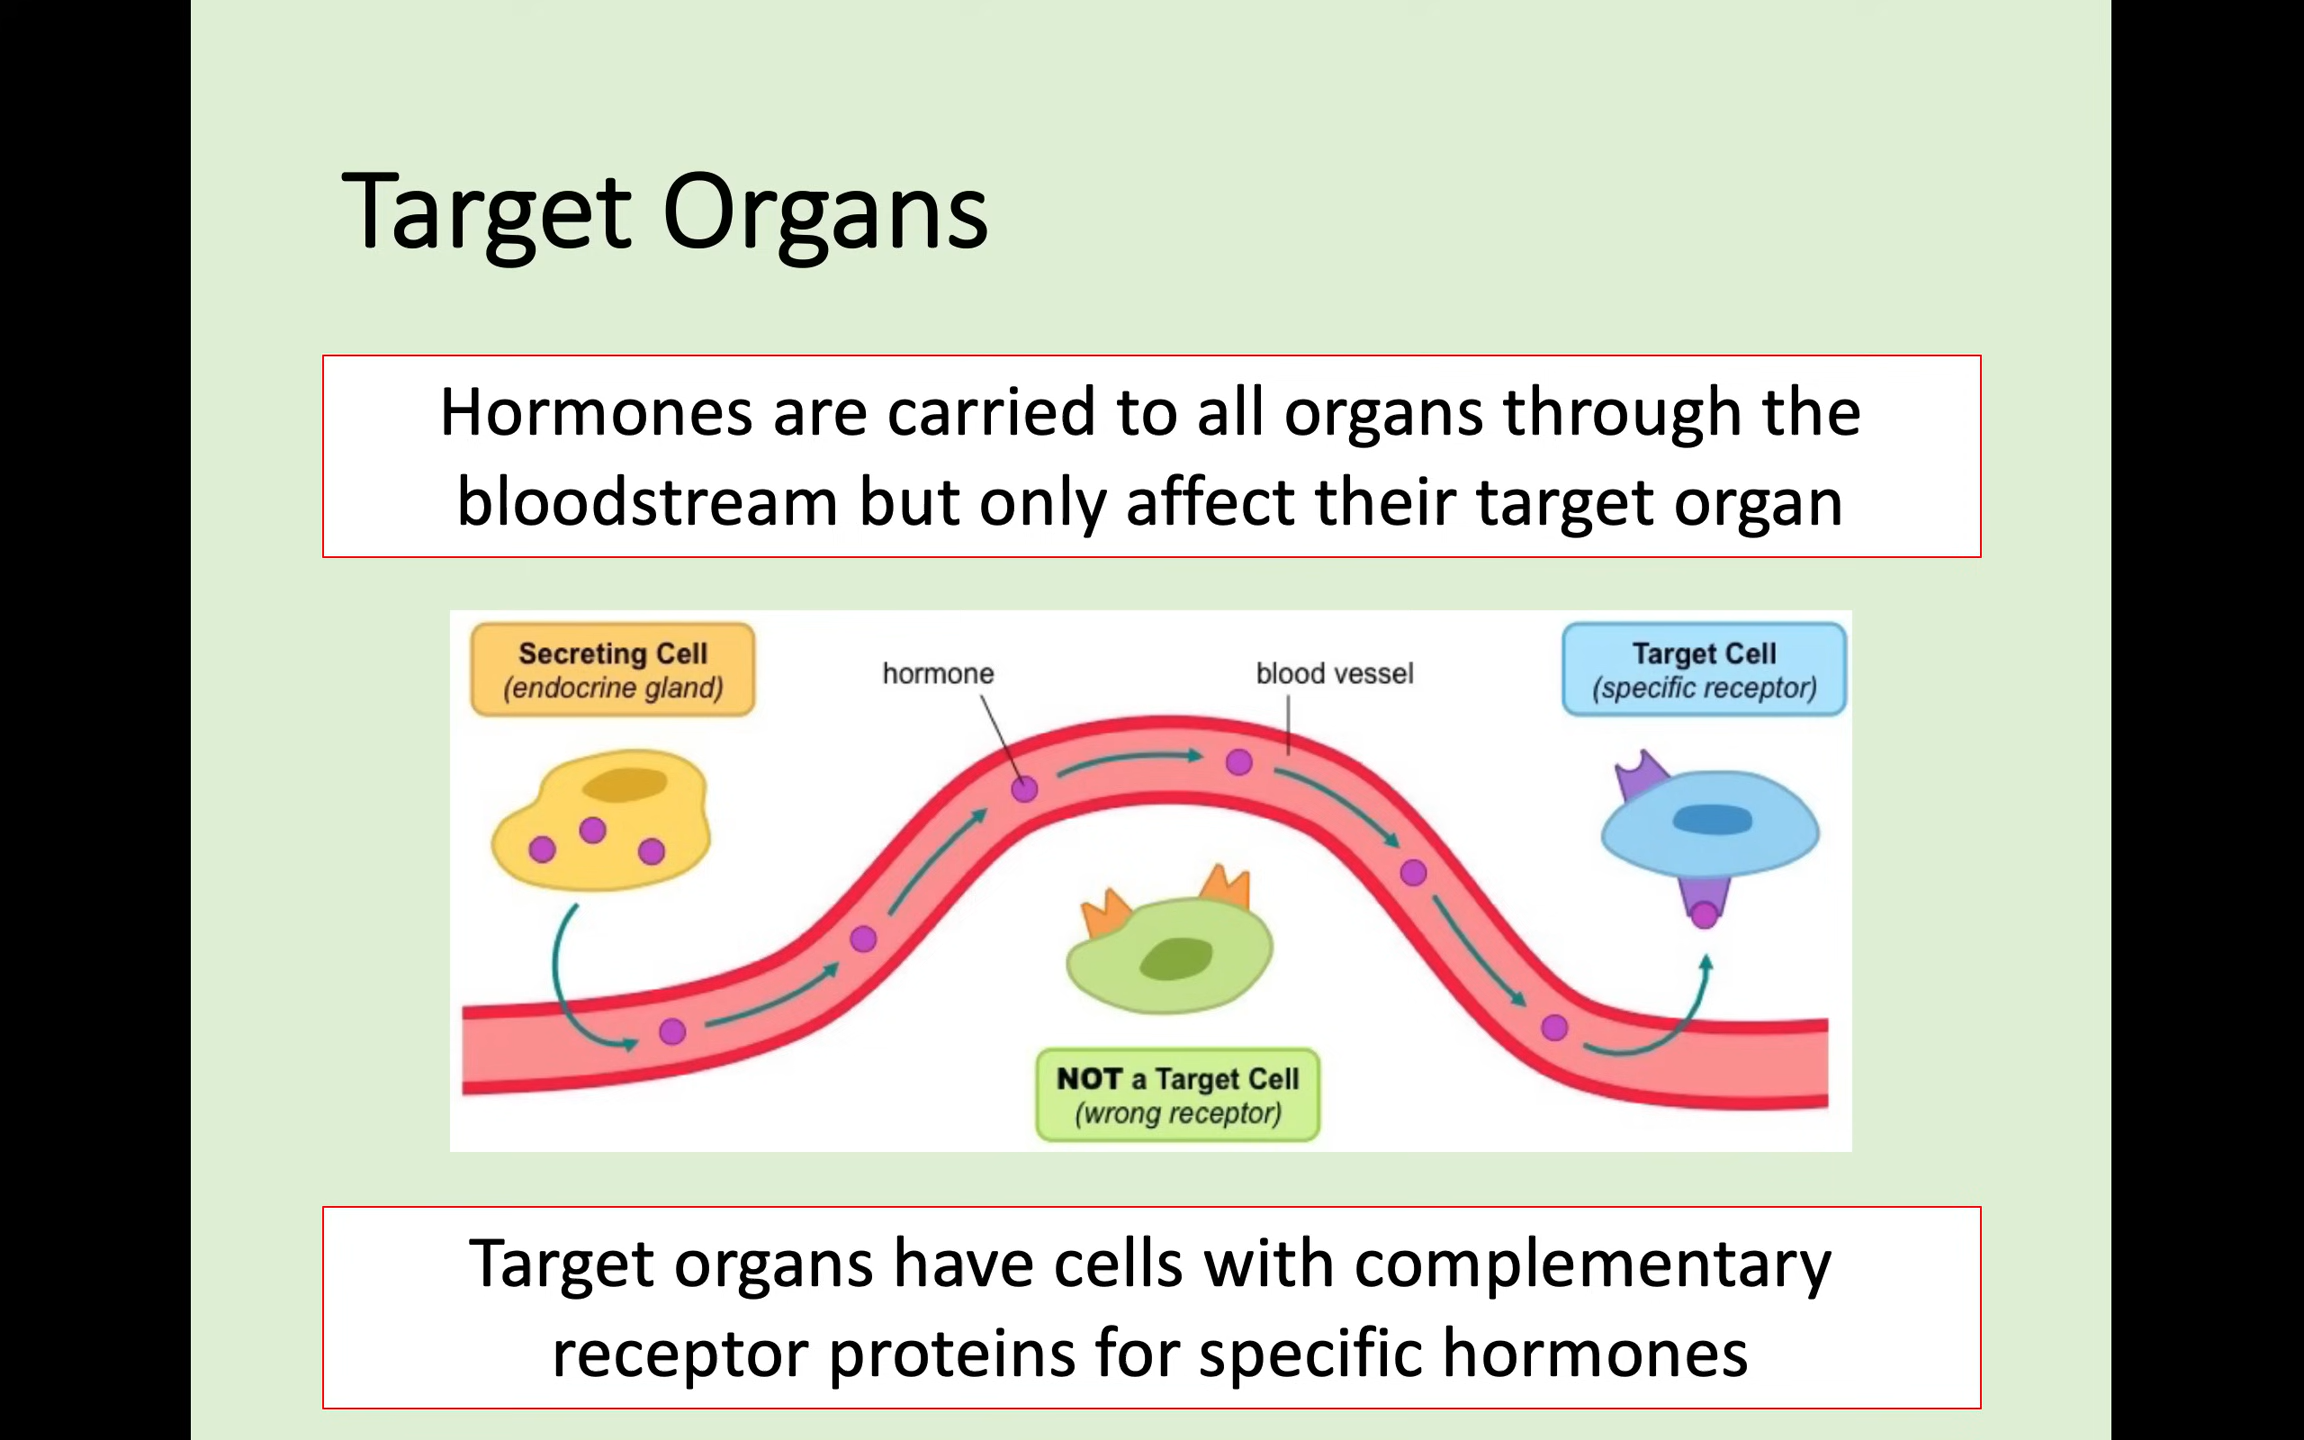 Target Organs
Hormones are carried to all organs through the
bloodstream but only affect their target organ
Secreting Cell
(endocrine gland)
hormone
blood vessel
Target Cell
(specific receptor)
NOT a Target Cell
(wrong receptor)
Target organs have cells with complementary
receptor proteins for specific hormones